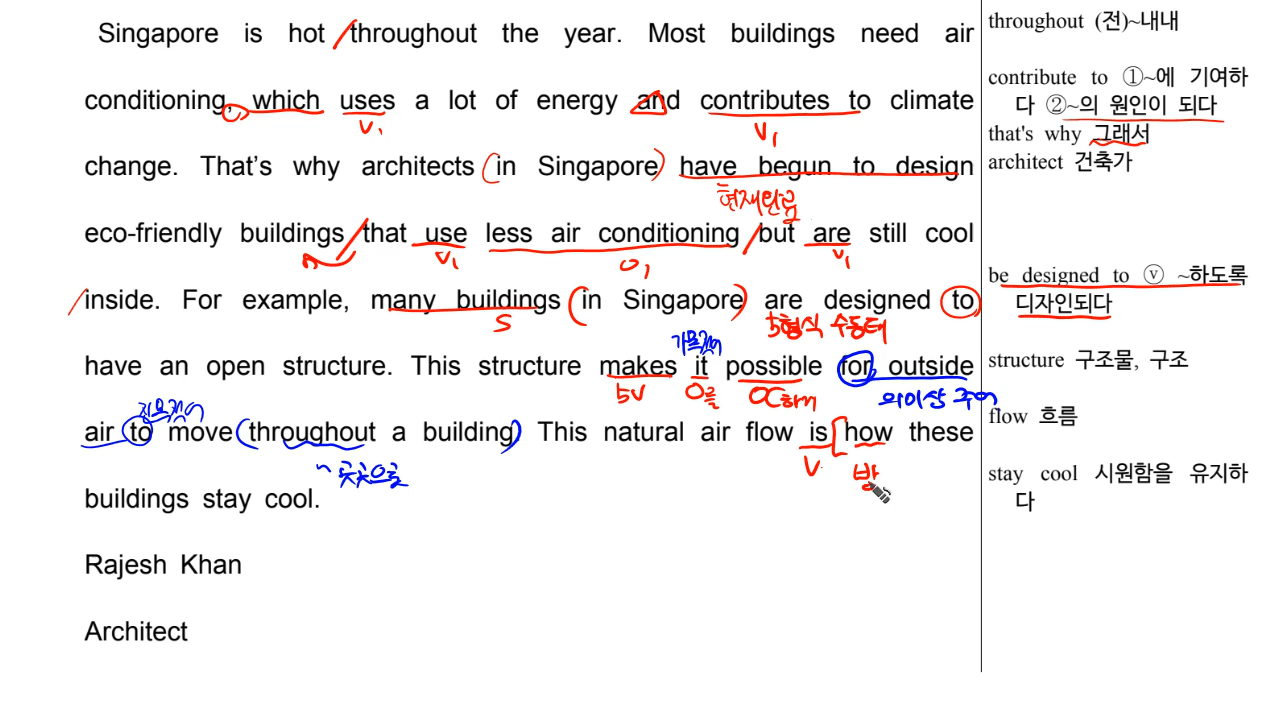 Singapore is hot throughout the year. Most buildings need air
conditioning, which uses a lot of energy and contributes to climate
V₁ V₁
change. That's why architects (in Singapore) have begun to design
현재완료
eco-friendly buildings that use less air conditioning but are still cool
V₁ O₁ V₁
inside. For example, many buildings (in Singapore) are designed to
S 5형식 수동태
가목적어
have an open structure. This structure makes it possible for outside
5V O를 OC하게 의미상 주어
진목적어
air to move (throughout a building) This natural air flow is [how these
~ 곳곳으로 V 방
buildings stay cool.
Rajesh Khan
Architect
throughout (전)~내내
contribute to ①~에 기여하
다 ②~의 원인이 되다
that's why 그래서
architect 건축가
be designed to ⓥ ~하도록
디자인되다
structure 구조물, 구조
flow 흐름
stay cool 시원함을 유지하
다